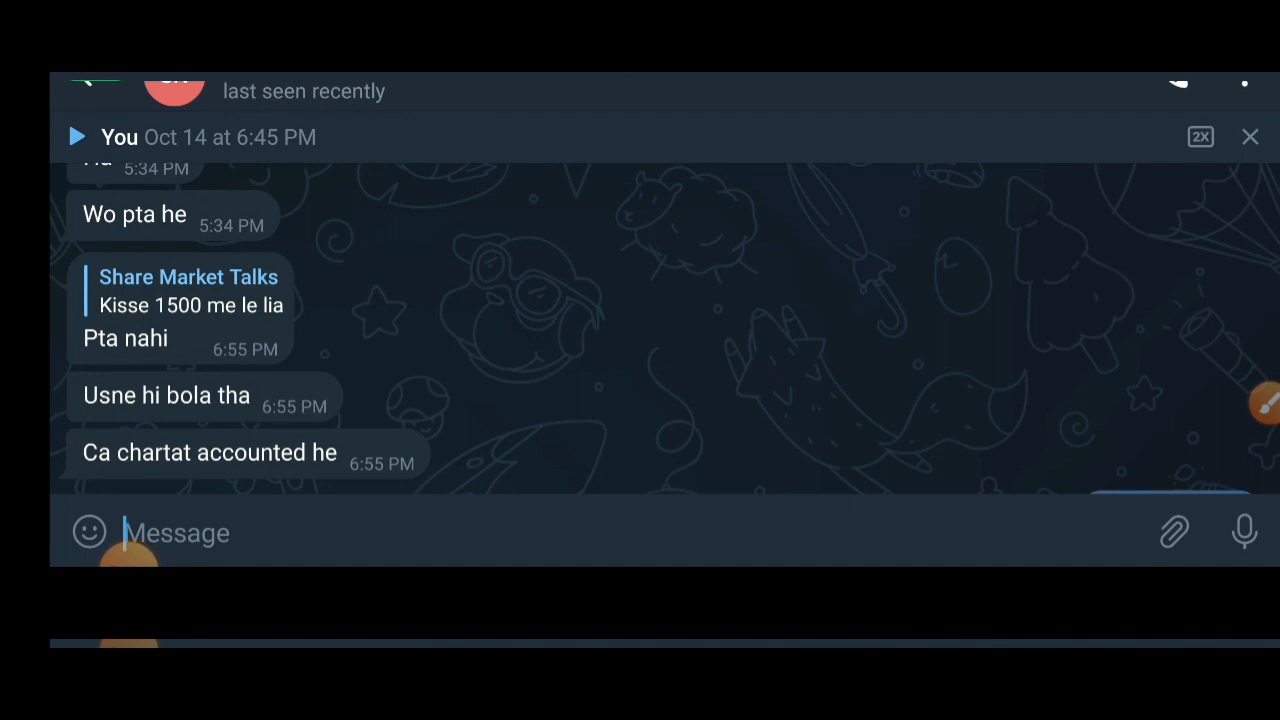 last seen recently
You Oct 14 at 6:45 PM
2X
5:34 PM
Wo pta he 5:34 PM
Share Market Talks
Kisse 1500 me le lia
Pta nahi 6:55 PM
Usne hi bola tha 6:55 PM
Ca chartat accounted he 6:55 PM
Message